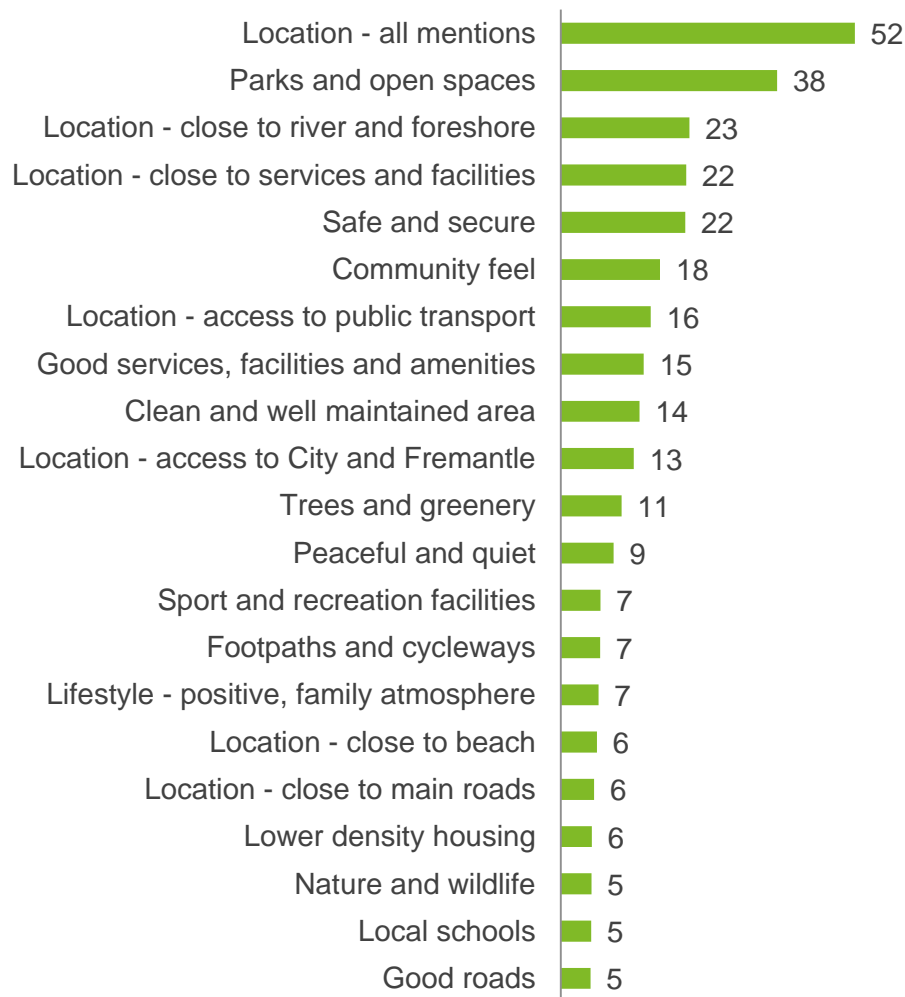 Location - all mentions 52
Parks and open spaces 38
Location - close to river and foreshore 23
Location - close to services and facilities 22
Safe and secure 22
Community feel 18
Location - access to public transport 16
Good services, facilities and amenities 15
Clean and well maintained area 14
Location - access to City and Fremantle 13
Trees and greenery 11
Peaceful and quiet 9
Sport and recreation facilities 7
Footpaths and cycleways 7
Lifestyle - positive, family atmosphere 7
Location - close to beach 6
Location - close to main roads 6
Lower density housing 6
Nature and wildlife 5
Local schools 5
Good roads 5